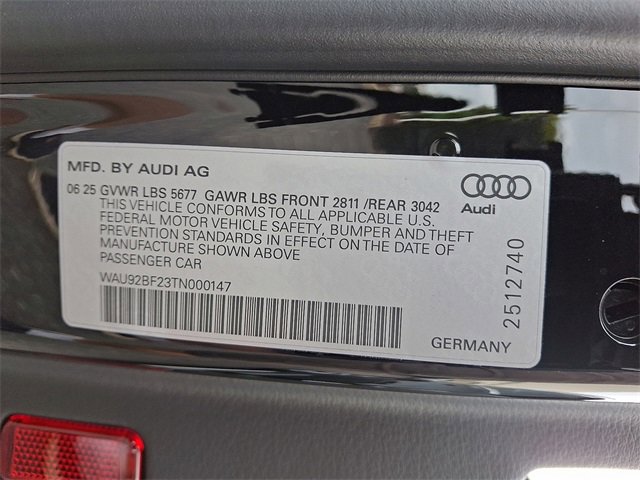 MFD. BY AUDI AG
06 25 GVWR LBS 5677 GAWR LBS FRONT 2811 /REAR 3042
THIS VEHICLE CONFORMS TO ALL APPLICABLE U.S.
FEDERAL MOTOR VEHICLE SAFETY, BUMPER AND THEFT
PREVENTION STANDARDS IN EFFECT ON THE DATE OF
MANUFACTURE SHOWN ABOVE
PASSENGER CAR
WAU92BF23TN000147
Audi
2512740
GERMANY